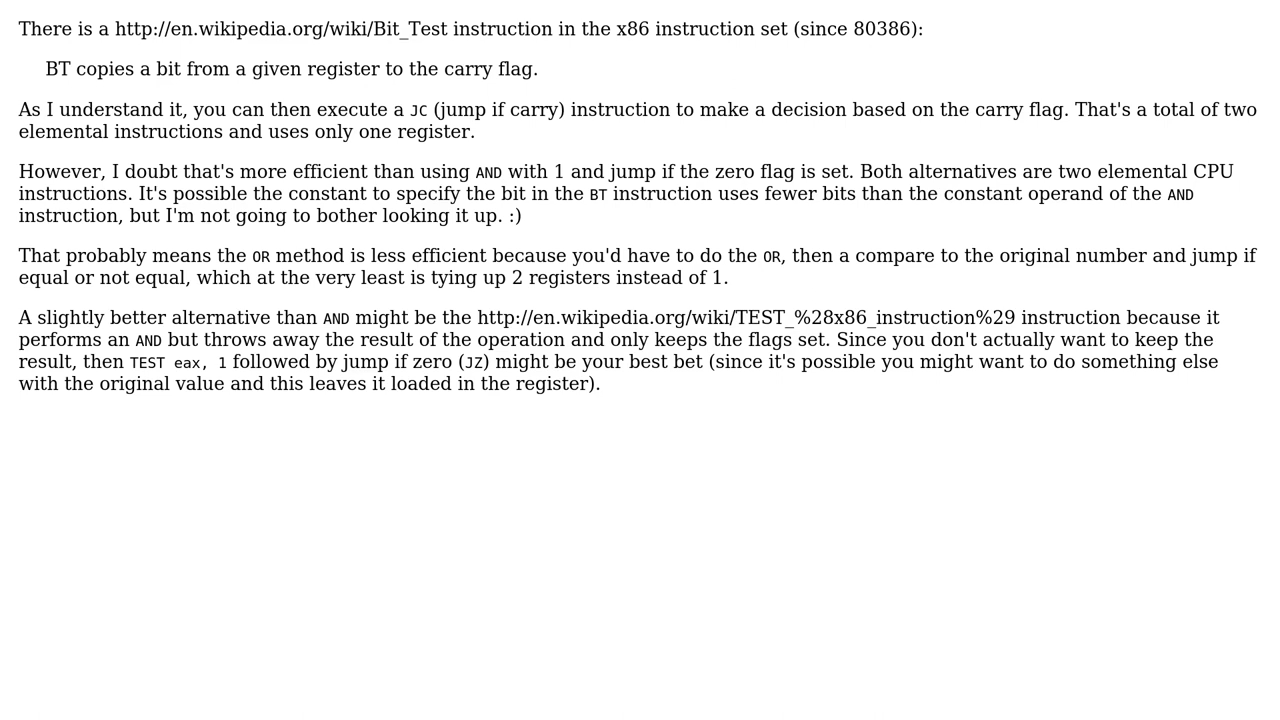 There is a http://en.wikipedia.org/wiki/Bit_Test instruction in the x86 instruction set (since 80386):
BT copies a bit from a given register to the carry flag.
As I understand it, you can then execute a JC (jump if carry) instruction to make a decision based on the carry flag. That's a total of two
elemental instructions and uses only one register.
However, I doubt that's more efficient than using AND with 1 and jump if the zero flag is set. Both alternatives are two elemental CPU
instructions. It's possible the constant to specify the bit in the BT instruction uses fewer bits than the constant operand of the AND
instruction, but I'm not going to bother looking it up. :)
That probably means the OR method is less efficient because you'd have to do the OR, then a compare to the original number and jump if
equal or not equal, which at the very least is tying up 2 registers instead of 1.
A slightly better alternative than AND might be the http://en.wikipedia.org/wiki/TEST_%28x86_instruction%29 instruction because it
performs an AND but throws away the result of the operation and only keeps the flags set. Since you don't actually want to keep the
result, then TEST eax, 1 followed by jump if zero (JZ) might be your best bet (since it's possible you might want to do something else
with the original value and this leaves it loaded in the register).